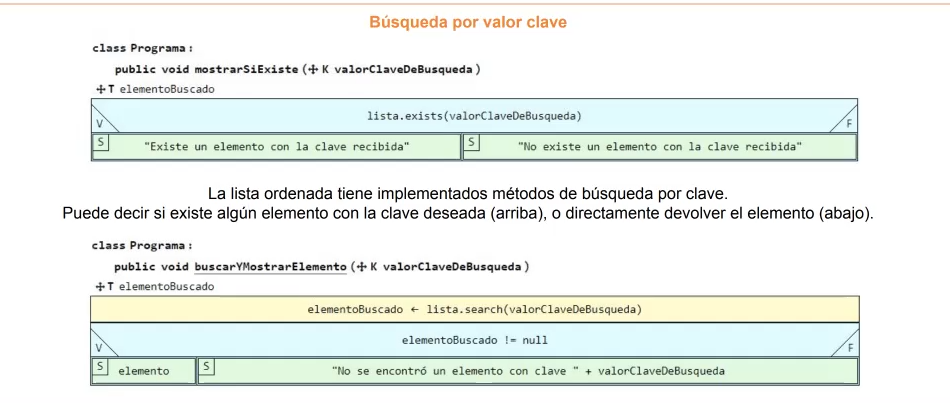 Búsqueda por valor clave
class Programa:
public void mostrarSiExiste (✢ K valorClaveDeBusqueda)
✢ T elementoBuscado
lista.exists(valorClaveDeBusqueda)
V F
S "Existe un elemento con la clave recibida" S "No existe un elemento con la clave recibida"
La lista ordenada tiene implementados métodos de búsqueda por clave.
Puede decir si existe algún elemento con la clave deseada (arriba), o directamente devolver el elemento (abajo).
class Programa:
public void buscarYMostrarElemento (✢ K valorClaveDeBusqueda)
✢ T elementoBuscado
elementoBuscado ← lista.search(valorClaveDeBusqueda)
elementoBuscado != null
V F
S elemento S "No se encontró un elemento con clave " + valorClaveDeBusqueda